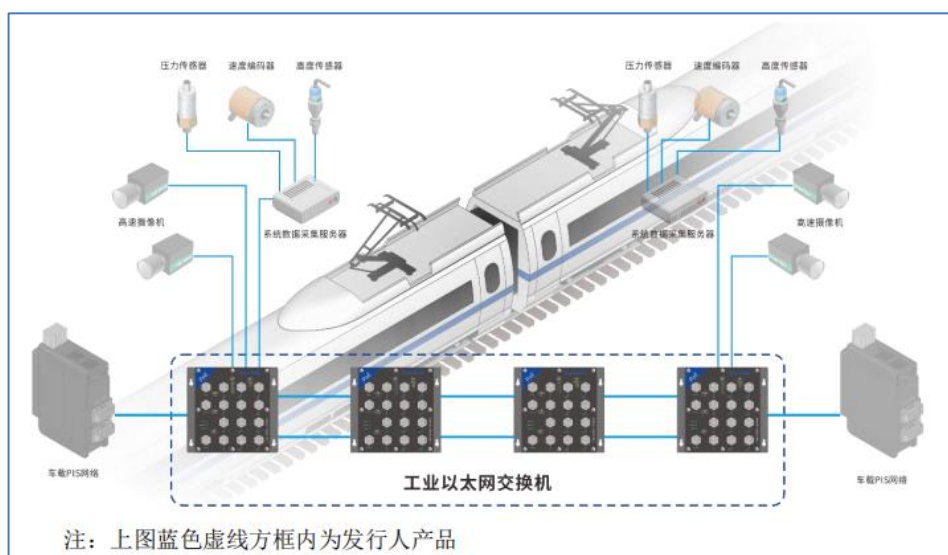 压力传感器 速度编码器 高度传感器
压力传感器 速度编码器 高度传感器
高速摄像机
系统数据采集服务器
系统数据采集服务器
高速摄像机
PoE
PoE
PoE
PoE
车载PIS网络
工业以太网交换机
车载PIS网络
注：上图蓝色虚线方框内为发行人产品